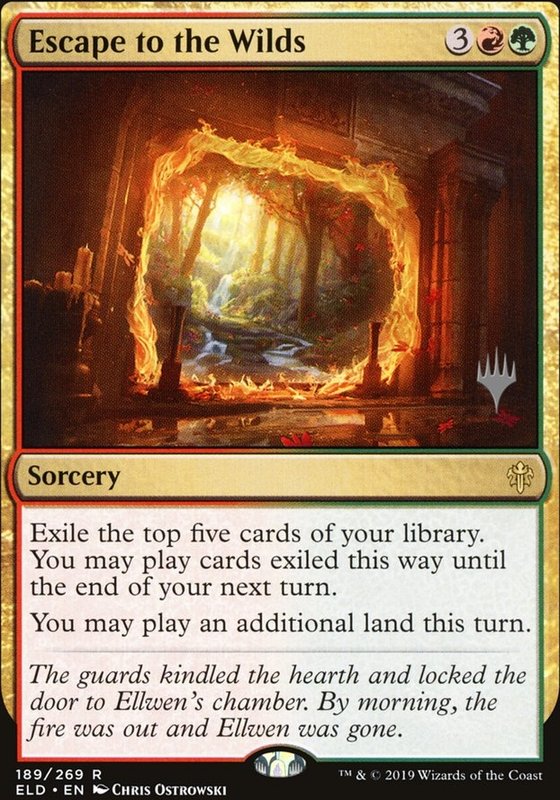 Escape to the Wilds 3
Sorcery
Exile the top five cards of your library.
You may play cards exiled this way until
the end of your next turn.
You may play an additional land this turn.
The guards kindled the hearth and locked the
door to Ellwen's chamber. By morning, the
fire was out and Ellwen was gone.
189/269 R
ELD • EN Chris Ostrowski
™ & © 2019 Wizards of the Coast